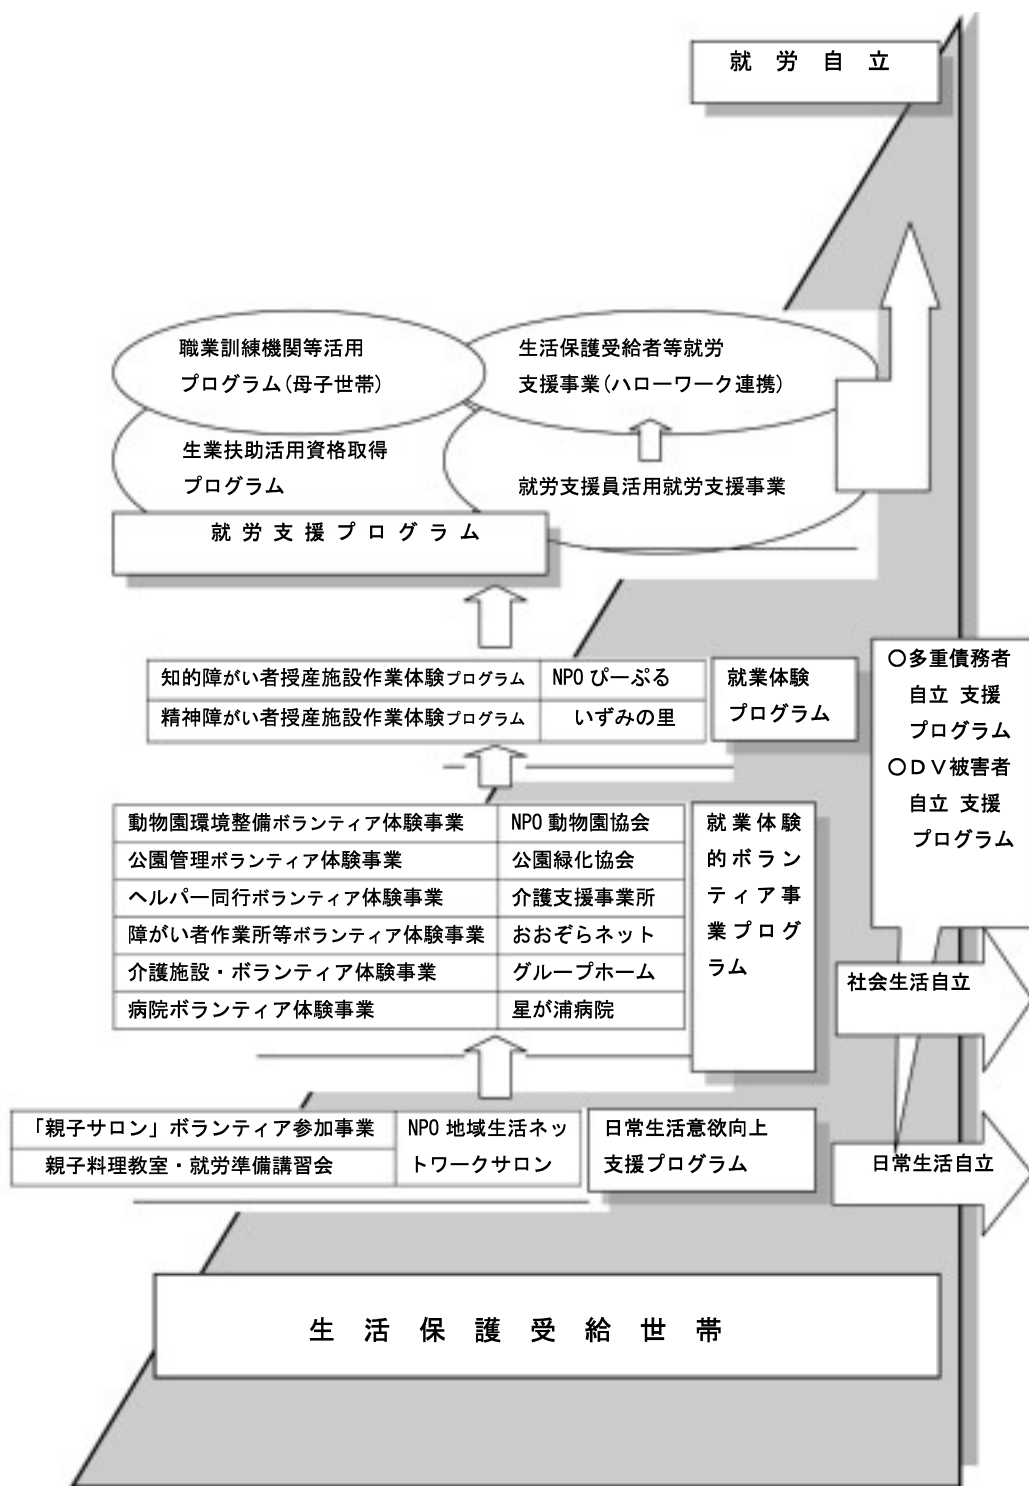 就労自立
職業訓練機関等活用
プログラム(母子世帯)
生活保護受給者等就労
支援事業(ハローワーク連携)
生業扶助活用資格取得
プログラム
就労支援員活用就労支援事業
就労支援プログラム
知的障がい者授産施設作業体験プログラム NPOぴーぷる
精神障がい者授産施設作業体験プログラム いずみの里
就業体験
プログラム
○多重債務者
自立 支援
プログラム
○DV被害者
自立 支援
プログラム
動物園環境整備ボランティア体験事業 NPO動物園協会
公園管理ボランティア体験事業 公園緑化協会
ヘルパー同行ボランティア体験事業 介護支援事業所
障がい者作業所等ボランティア体験事業 おおぞらネット
介護施設・ボランティア体験事業 グループホーム
病院ボランティア体験事業 星が浦病院
就業体験
的ボラン
ティア事
業プログ
ラム
社会生活自立
「親子サロン」ボランティア参加事業
親子料理教室・就労準備講習会
NPO地域生活ネッ
トワークサロン
日常生活意欲向上
支援プログラム
日常生活自立
生活保護受給世帯